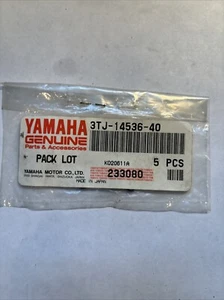 YAMAHA 3TJ-14536-40
GENUINE
Parts & Accessories
PACK LOT 5 PCS
KD20611A
YAMAHA MOTOR CO.,LTD. 233080
MADE IN JAPAN